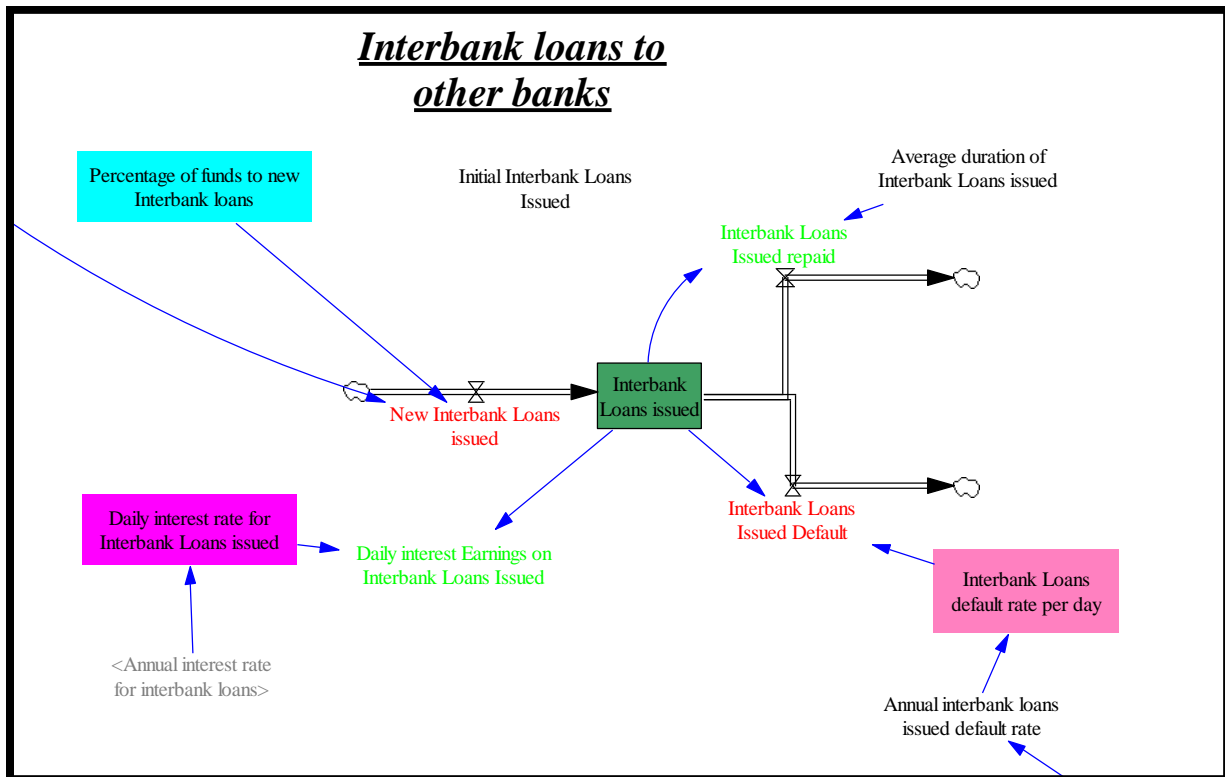 Interbank loans to
other banks
Percentage of funds to new
Interbank loans
Initial Interbank Loans
Issued
Average duration of
Interbank Loans issued
Interbank Loans
Issued repaid
Interbank
Loans issued
New Interbank Loans
issued
Daily interest rate for
Interbank Loans issued
Daily interest Earnings on
Interbank Loans Issued
Interbank Loans
Issued Default
Interbank Loans
default rate per day
<Annual interest rate
for interbank loans>
Annual interbank loans
issued default rate